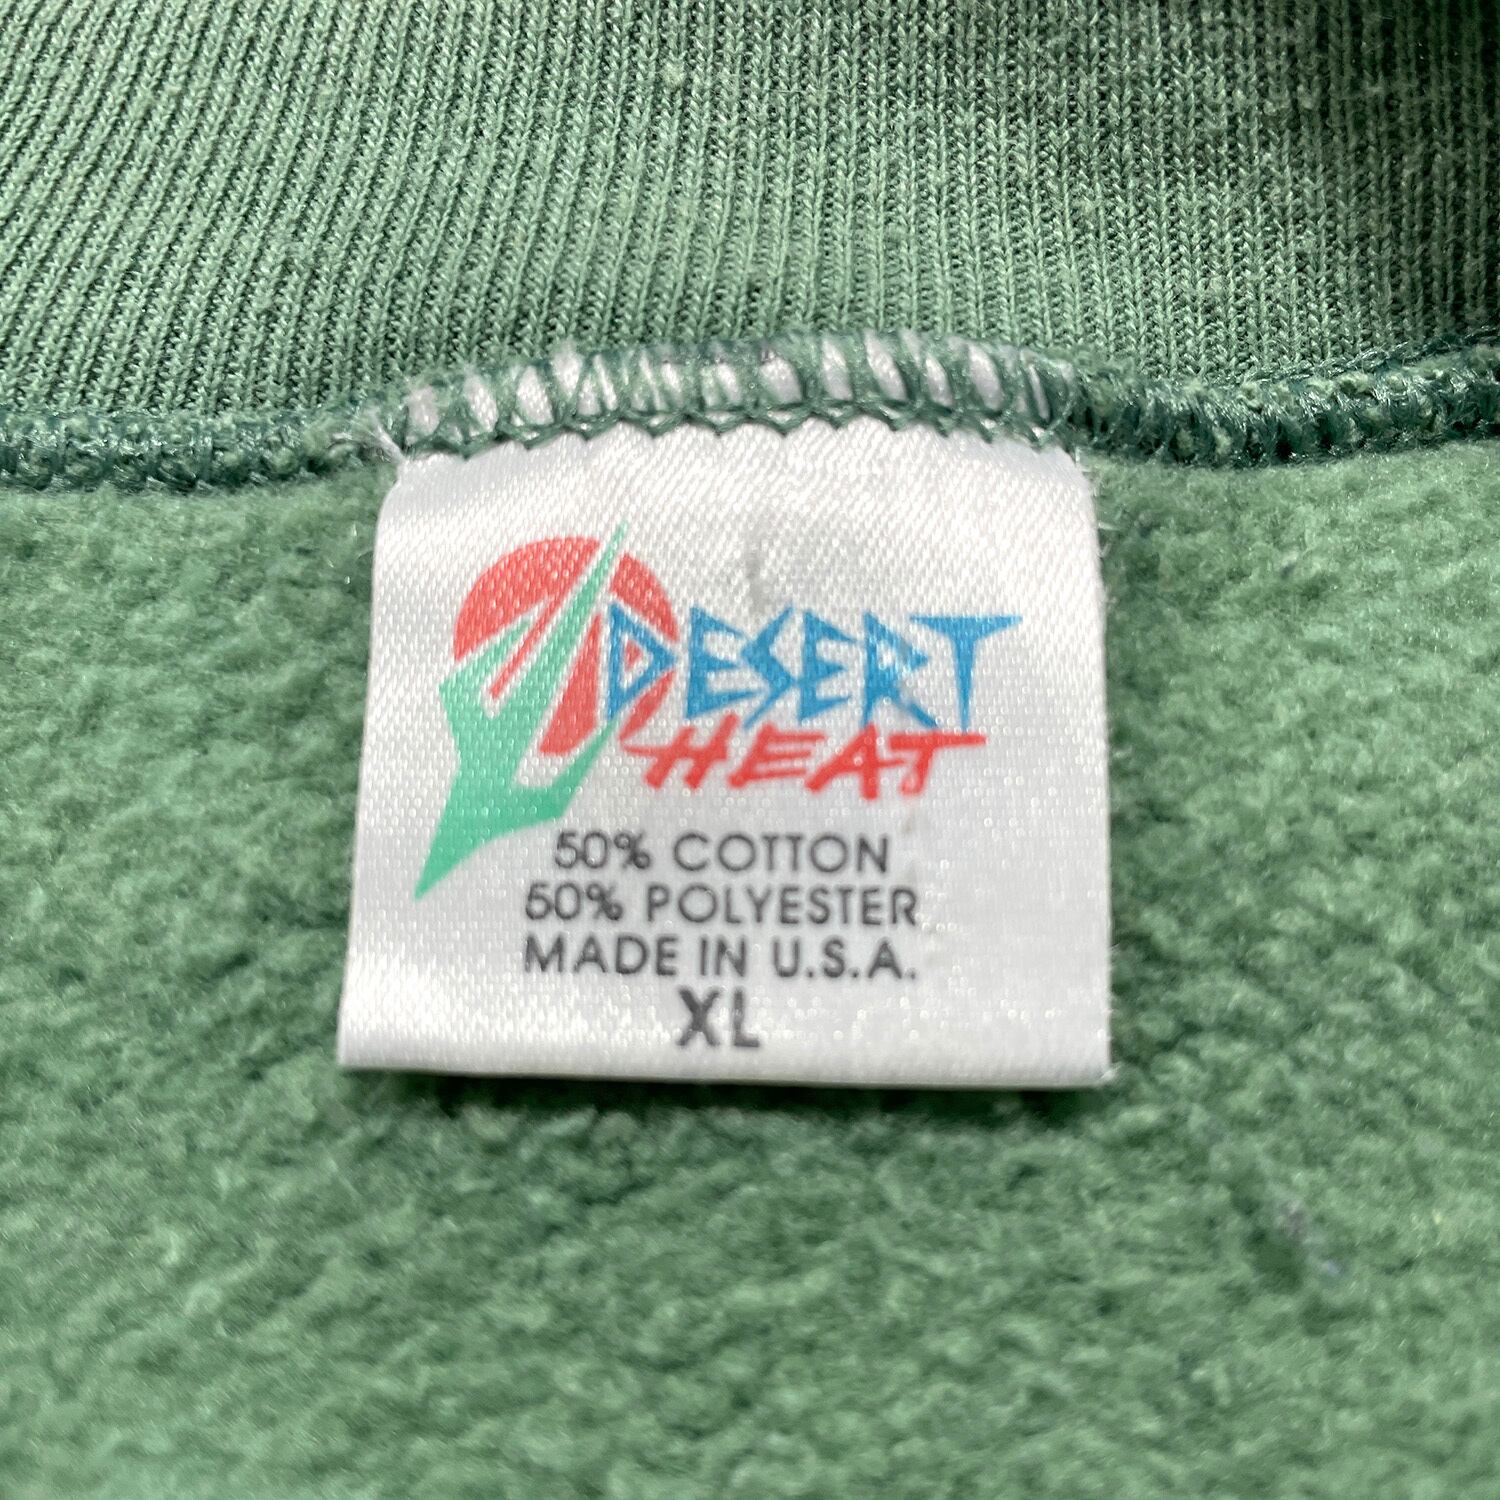 DESERT
HEAT
50% COTTON
50% POLYESTER
MADE IN U.S.A.
XL